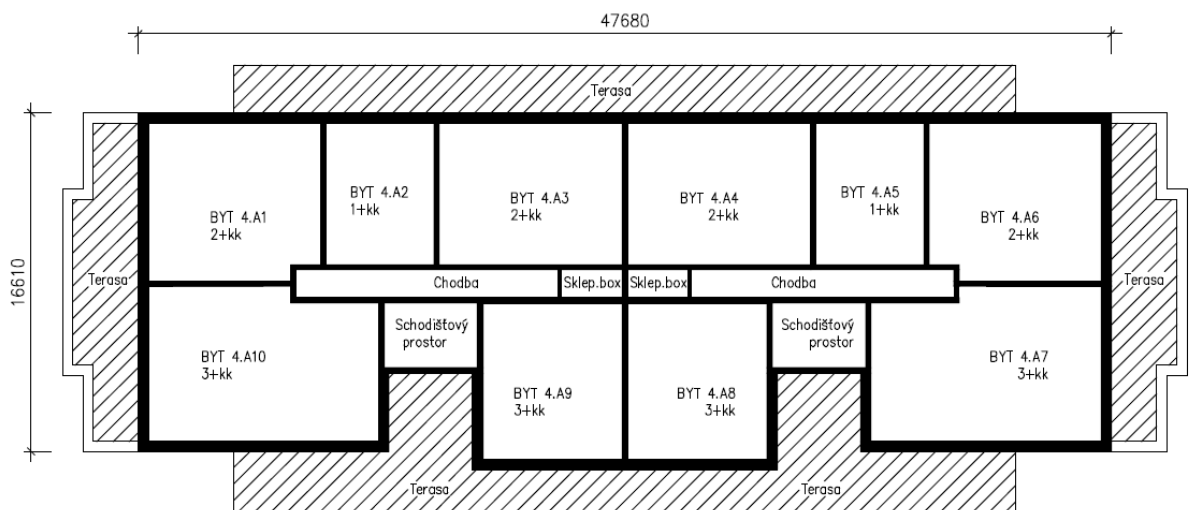 47680
Terasa
BYT 4.A1
2+kk
BYT 4.A2
1+kk
BYT 4.A3
2+kk
BYT 4.A4
2+kk
BYT 4.A5
1+kk
BYT 4.A6
2+kk
16610
Terasa
Chodba
Sklep.box
Sklep.box
Chodba
Terasa
BYT 4.A10
3+kk
Schodišťový
prostor
BYT 4.A9
3+kk
BYT 4.A8
3+kk
Schodišťový
prostor
BYT 4.A7
3+kk
Terasa
Terasa